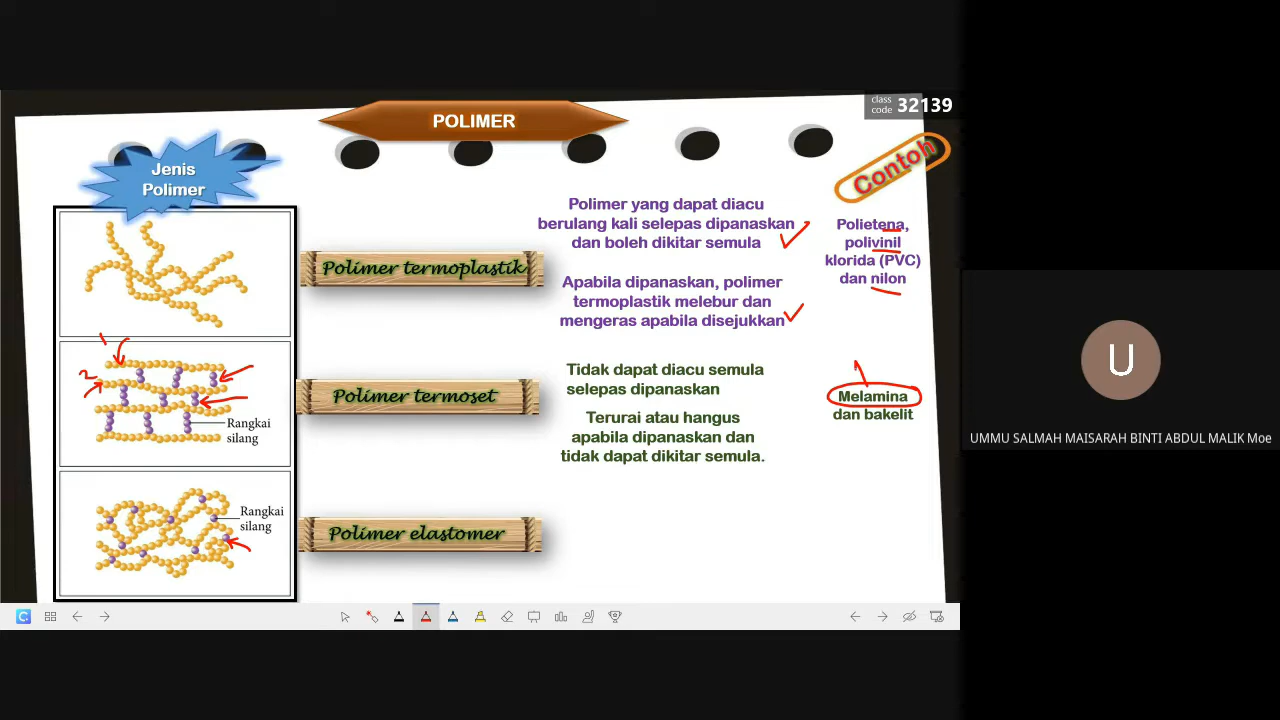 class
code 32139
POLIMER
Jenis
Polimer
Contoh
Polimer termoplastik
Polimer yang dapat diacu
berulang kali selepas dipanaskan
dan boleh dikitar semula
Apabila dipanaskan, polimer
termoplastik melebur dan
mengeras apabila disejukkan
Polietena,
polivinil
klorida (PVC)
dan nilon
1
2
Rangkai
silang
Polimer termoset
Tidak dapat diacu semula
selepas dipanaskan
Terurai atau hangus
apabila dipanaskan dan
tidak dapat dikitar semula.
Melamina
dan bakelit
Rangkai
silang
Polimer elastomer
U
UMMU SALMAH MAISARAH BINTI ABDUL MALIK Moe